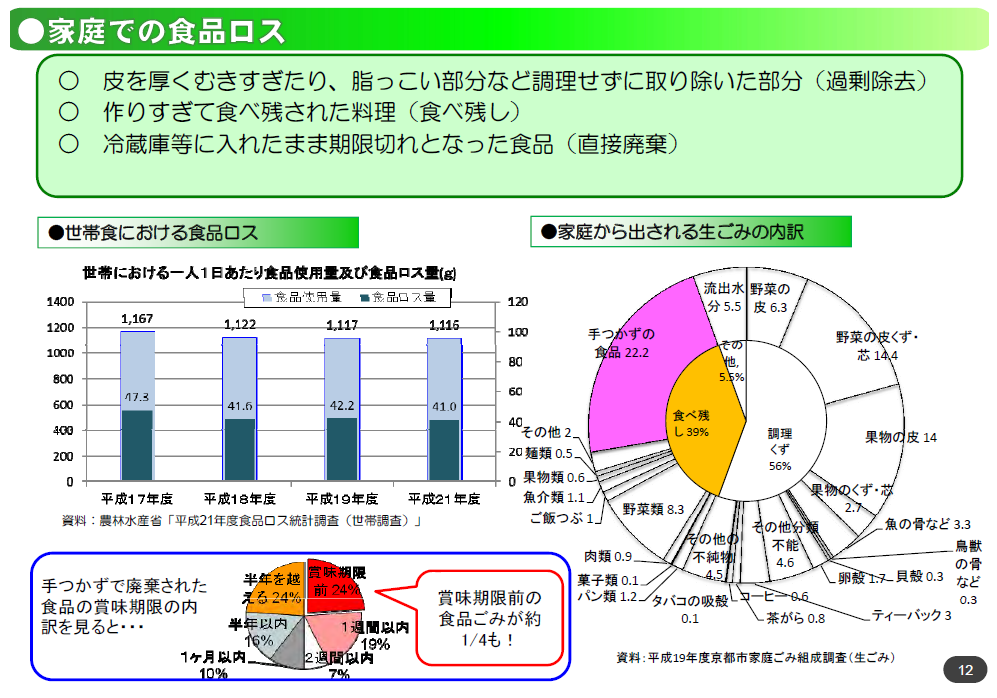 ●家庭での食品ロス
○ 皮を厚くむきすぎたり、脂っこい部分など調理せずに取り除いた部分（過剰除去）
○ 作りすぎて食べ残された料理（食べ残し）
○ 冷蔵庫等に入れたまま期限切れとなった食品（直接廃棄）
●世帯食における食品ロス
世帯における一人１日あたり食品使用量及び食品ロス量(g)
食品使用量 食品ロス量
1400
1200
1000
800
600
400
200
0
120
100
80
60
40
20
0
1,167
1,122
1,117
1,116
47.3
41.6
42.2
41.0
平成17年度
平成18年度
平成19年度
平成21年度
資料：農林水産省「平成21年度食品ロス統計調査（世帯調査）」
●家庭から出される生ごみの内訳
流出水
分 5.5
野菜の
皮 6.3
野菜の皮くず・
芯 14.4
果物の皮 14
果物のくず・芯
2.7
魚の骨など 3.3
鳥獣
の骨
など
0.3
貝殻 0.3
卵殻 1.7
ティーバック 3
茶がら 0.8
コーヒー 0.6
タバコの吸殻
0.1
その他分類
不能
4.6
その他の
不純物
4.5
パン類 1.2
菓子類 0.1
肉類 0.9
野菜類 8.3
ご飯つぶ 1
魚介類 1.1
果物類 0.6
麺類 0.5
その他 2
手つかずの
食品 22.2
その
他,
5.5%
食べ残
し 39%
調理
くず
56%
資料：平成19年度京都市家庭ごみ組成調査（生ごみ）
手つかずで廃棄された
食品の賞味期限の内
訳を見ると・・・
賞味期限
前 24%
1週間以内
19%
2週間以内
7%
1ヶ月以内
10%
半年以内
16%
半年を越
える 24%
賞味期限前の
食品ごみが約
1/4も！
12